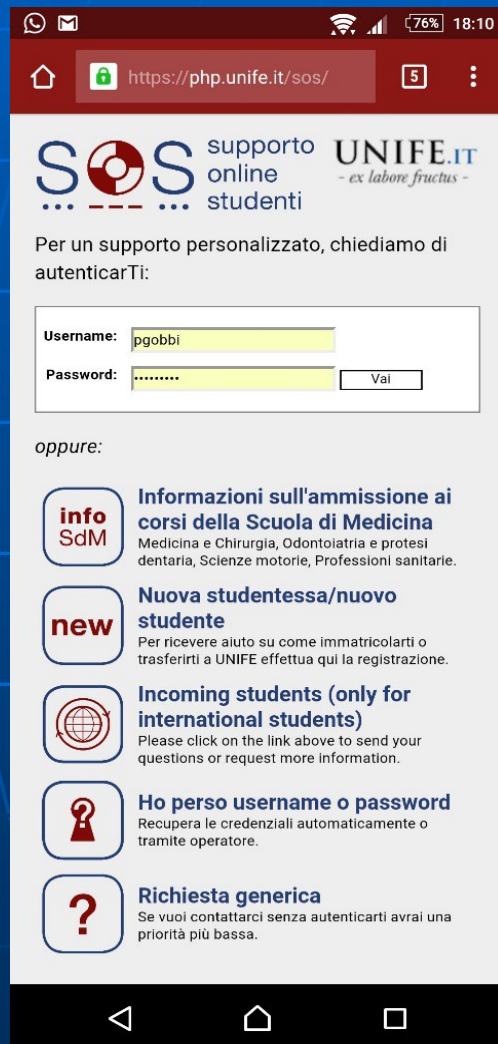 76% 18:10
https://php.unife.it/sos/ 5
SOS
supporto
online
studenti
UNIFE.IT
- ex labore fructus -
Per un supporto personalizzato, chiediamo di
autenticarTi:
Username: pgobbi
Password: ••••••••• Vai
oppure:
info
SdM
Informazioni sull'ammissione ai
corsi della Scuola di Medicina
Medicina e Chirurgia, Odontoiatria e protesi
dentaria, Scienze motorie, Professioni sanitarie.
new
Nuova studentessa/nuovo
studente
Per ricevere aiuto su come immatricolarti o
trasferirti a UNIFE effettua qui la registrazione.
Incoming students (only for
international students)
Please click on the link above to send your
questions or request more information.
?
Ho perso username o password
Recupera le credenziali automaticamente o
tramite operatore.
?
Richiesta generica
Se vuoi contattarci senza autenticarti avrai una
priorità più bassa.